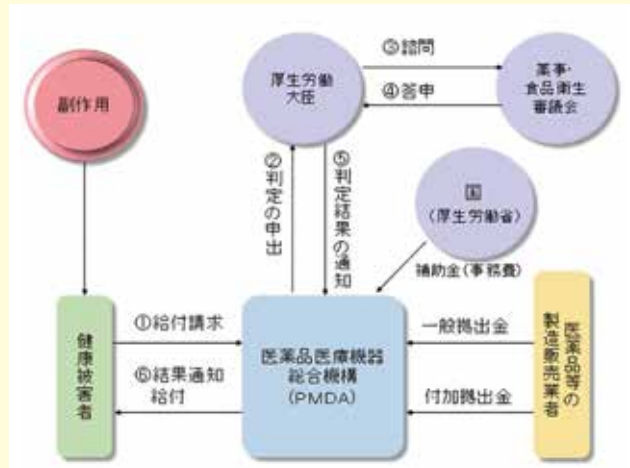 副作用
厚生労働
大臣
③諮問
④答申
薬事・
食品衛生
審議会
②判定の申出
⑤判定結果の通知
国
(厚生労働省)
補助金(事務費)
健康被害者
①給付請求
⑥結果通知
給付
医薬品医療機器
総合機構
(PMDA)
一般拠出金
付加拠出金
医薬品等の
製造販売業者